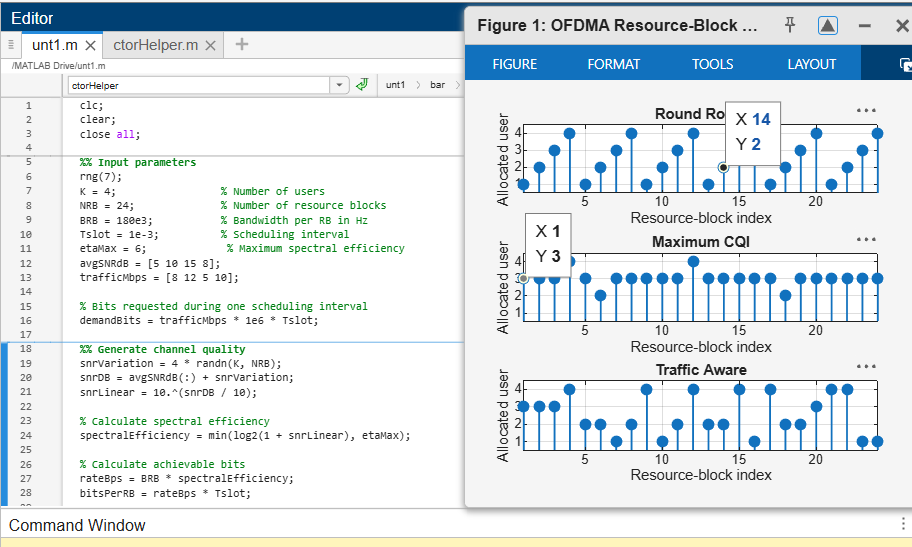 Editor
unt1.m
ctorHelper.m
/MATLAB Drive/unt1.m
ctorHelper
unt1
bar
1 clc;
2 clear;
3 close all;
4
5 %% Input parameters
6 rng(7);
7 K = 4; % Number of users
8 NRB = 24; % Number of resource blocks
9 BRB = 180e3; % Bandwidth per RB in Hz
10 Tslot = 1e-3; % Scheduling interval
11 etaMax = 6; % Maximum spectral efficiency
12 avgSNRdB = [5 10 15 8];
13 trafficMbps = [8 12 5 10];
14
15 % Bits requested during one scheduling interval
16 demandBits = trafficMbps * 1e6 * Tslot;
17
18 %% Generate channel quality
19 snrVariation = 4 * randn(K, NRB);
20 snrDB = avgSNRdB(:) + snrVariation;
21 snrLinear = 10.^(snrDB / 10);
22
23 % Calculate spectral efficiency
24 spectralEfficiency = min(log2(1 + snrLinear), etaMax);
25
26 % Calculate achievable bits
27 rateBps = BRB * spectralEfficiency;
28 bitsPerRB = rateBps * Tslot;
Command Window
Figure 1: OFDMA Resource-Block ...
FIGURE FORMAT TOOLS LAYOUT
Round Ro
X 14
Y 2
Allocated user
4
3
2
1
5 10 15 20
Resource-block index
X 1
Y 3
Maximum CQI
Allocated user
4
3
2
1
5 10 15 20
Resource-block index
Traffic Aware
Allocated user
4
3
2
1
5 10 15 20
Resource-block index